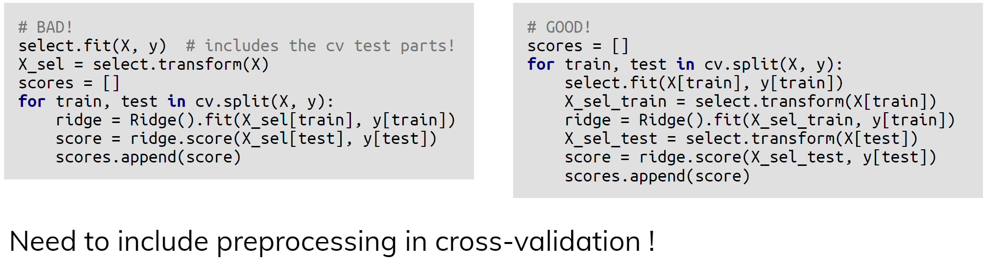 # BAD!
select.fit(X, y)  # includes the cv test parts!
X_sel = select.transform(X)
scores = []
for train, test in cv.split(X, y):
    ridge = Ridge().fit(X_sel[train], y[train])
    score = ridge.score(X_sel[test], y[test])
    scores.append(score)
# GOOD!
scores = []
for train, test in cv.split(X, y):
    select.fit(X[train], y[train])
    X_sel_train = select.transform(X[train])
    ridge = Ridge().fit(X_sel_train, y[train])
    X_sel_test = select.transform(X[test])
    score = ridge.score(X_sel_test, y[test])
    scores.append(score)
Need to include preprocessing in cross-validation !